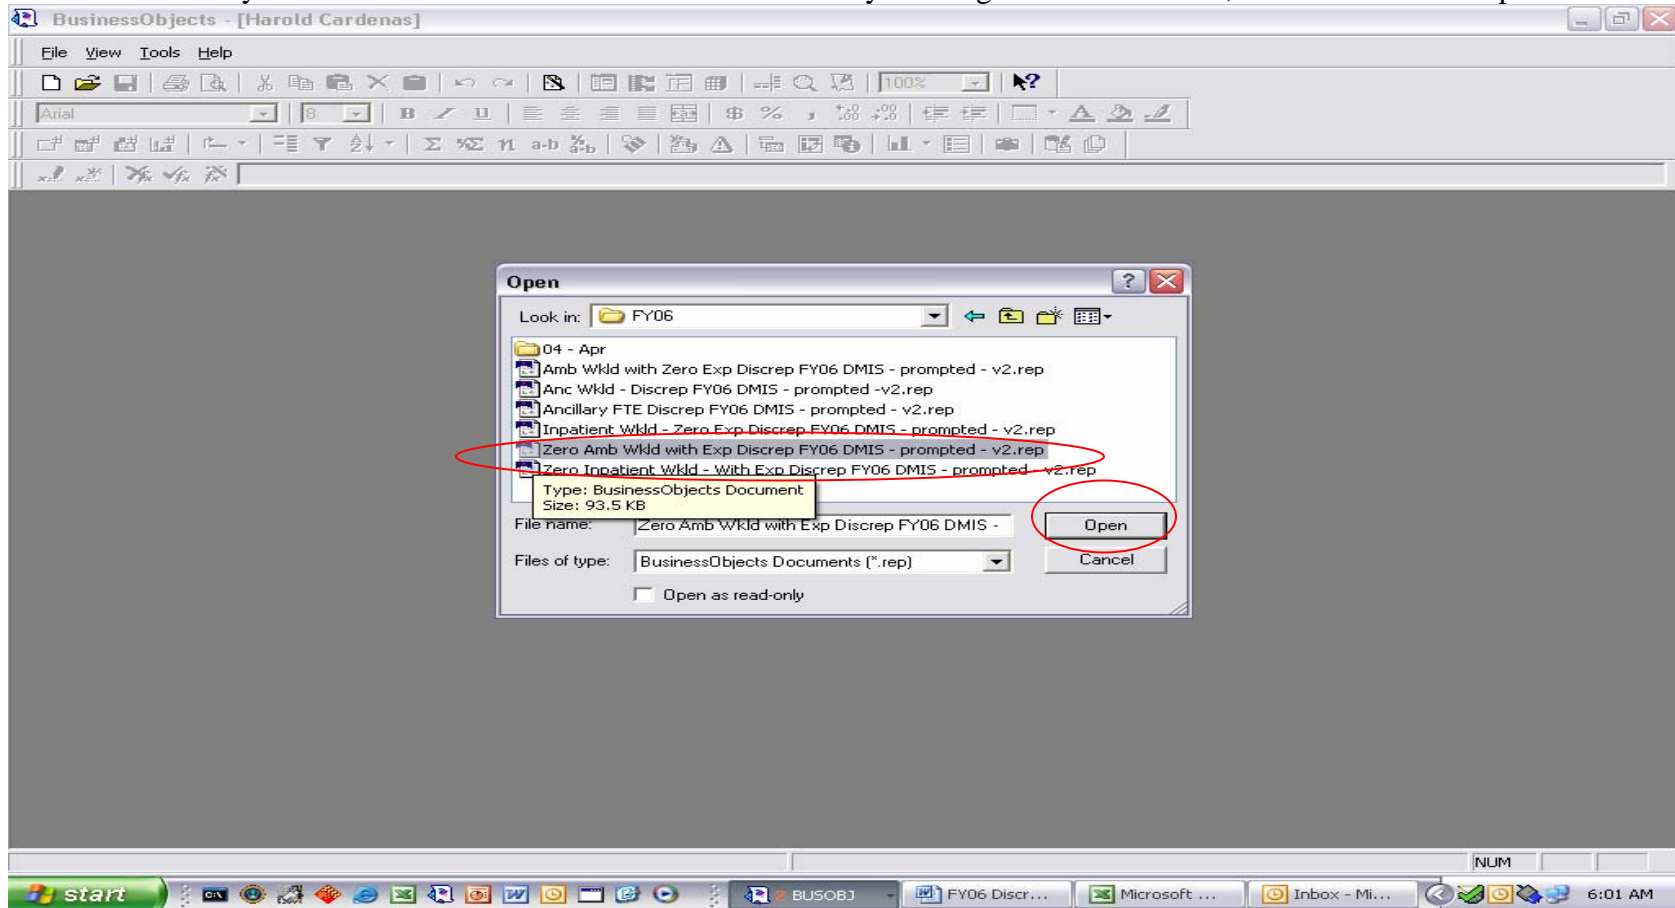 BusinessObjects - [Harold Cardenas]
File View Tools Help
100%
Arial 8 B U $ %
Σ a-b
Open
Look in: FY06
04 - Apr
Amb Wkld with Zero Exp Discrep FY06 DMIS - prompted - v2.rep
Anc Wkld - Discrep FY06 DMIS - prompted -v2.rep
Ancillary FTE Discrep FY06 DMIS - prompted - v2.rep
Inpatient Wkld - Zero Exp Discrep FY06 DMIS - prompted - v2.rep
Zero Amb Wkld with Exp Discrep FY06 DMIS - prompted - v2.rep
Zero Inpatient Wkld - With Exp Discrep FY06 DMIS - prompted - v2.rep
Type: BusinessObjects Document
Size: 93.5 KB
File name: Zero Amb Wkld with Exp Discrep FY06 DMIS - Open
Files of type: BusinessObjects Documents (*.rep) Cancel
Open as read-only
NUM
start 2 BUSOBJ FY06 Discr... Microsoft ... Inbox - Mi... 6:01 AM